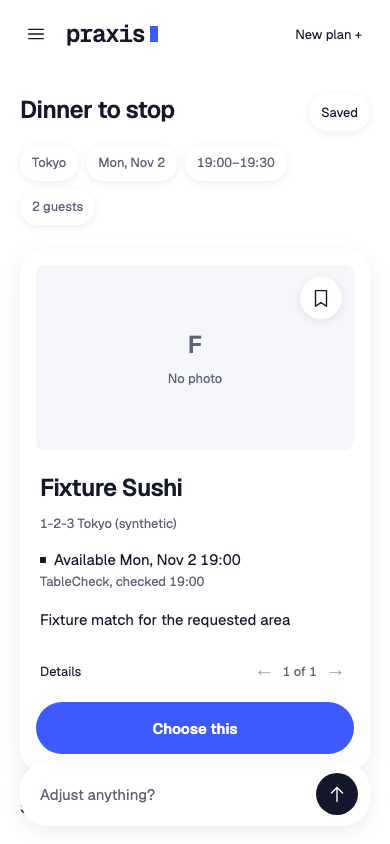 praxis
New plan +
Dinner to stop
Saved
Tokyo
Mon, Nov 2
19:00–19:30
2 guests
F
No photo
Fixture Sushi
1-2-3 Tokyo (synthetic)
Available Mon, Nov 2 19:00
TableCheck, checked 19:00
Fixture match for the requested area
Details
← 1 of 1 →
Choose this
Adjust anything?